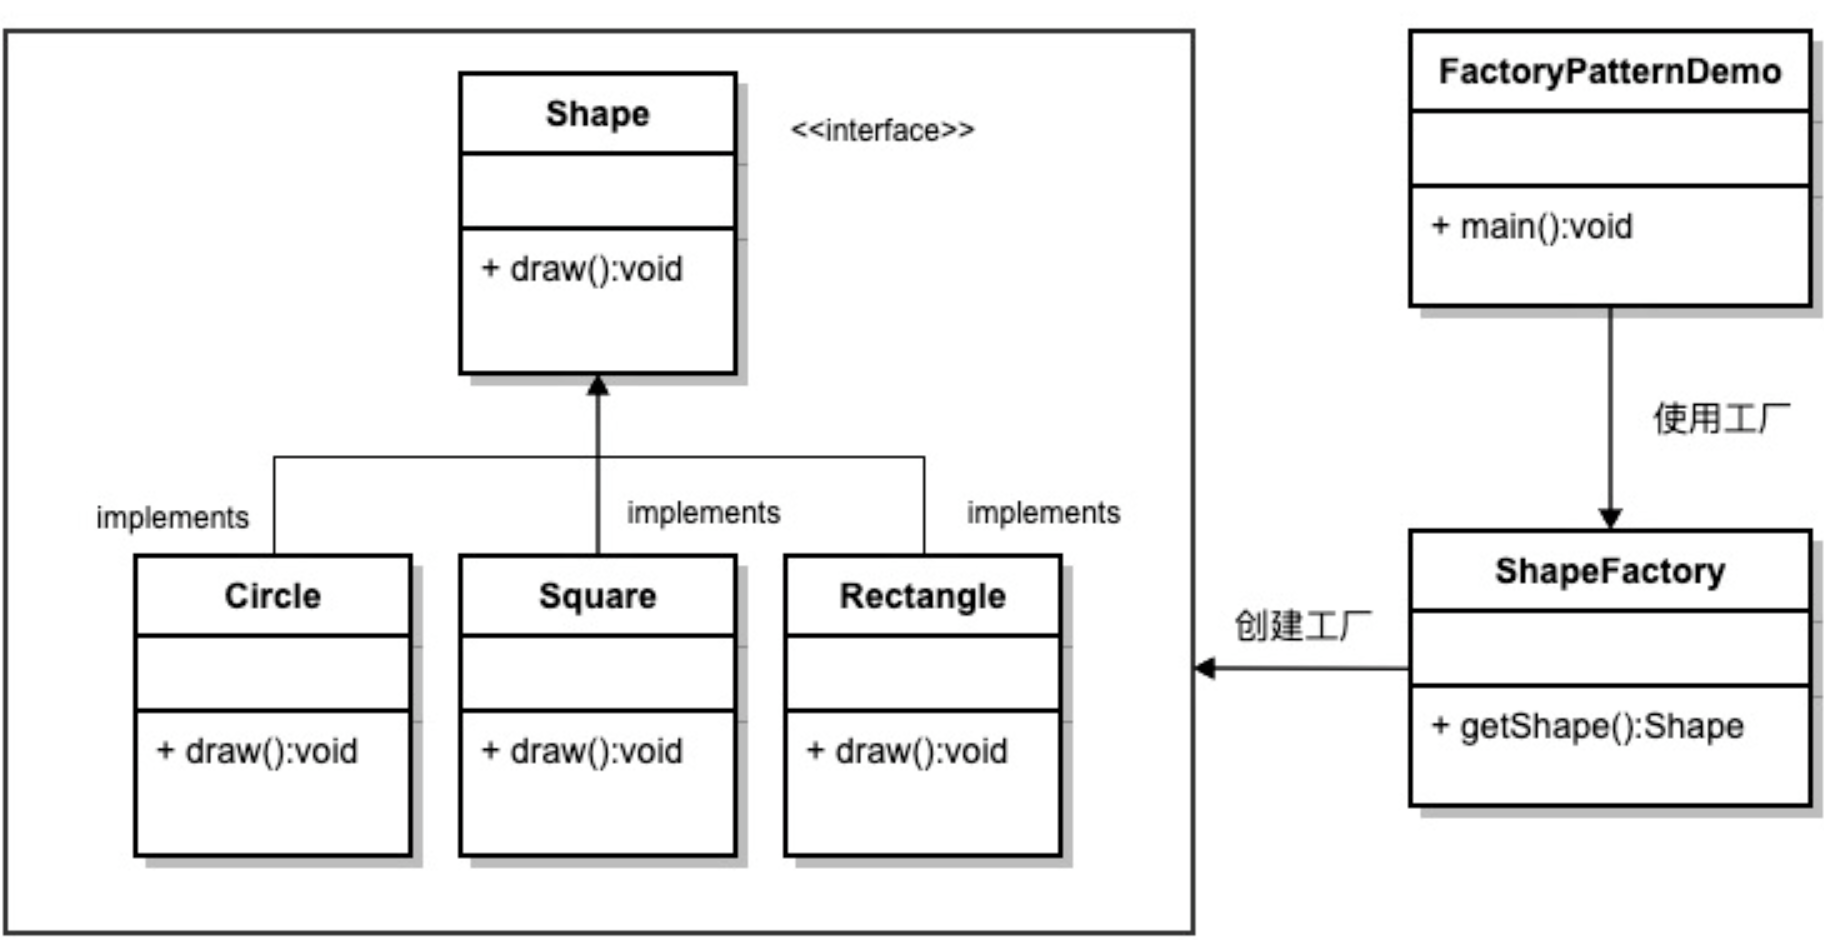 Shape
<<interface>>
+ draw():void
implements
implements
implements
Circle
+ draw():void
Square
+ draw():void
Rectangle
+ draw():void
FactoryPatternDemo
+ main():void
使用工厂
创建工厂
ShapeFactory
+ getShape():Shape